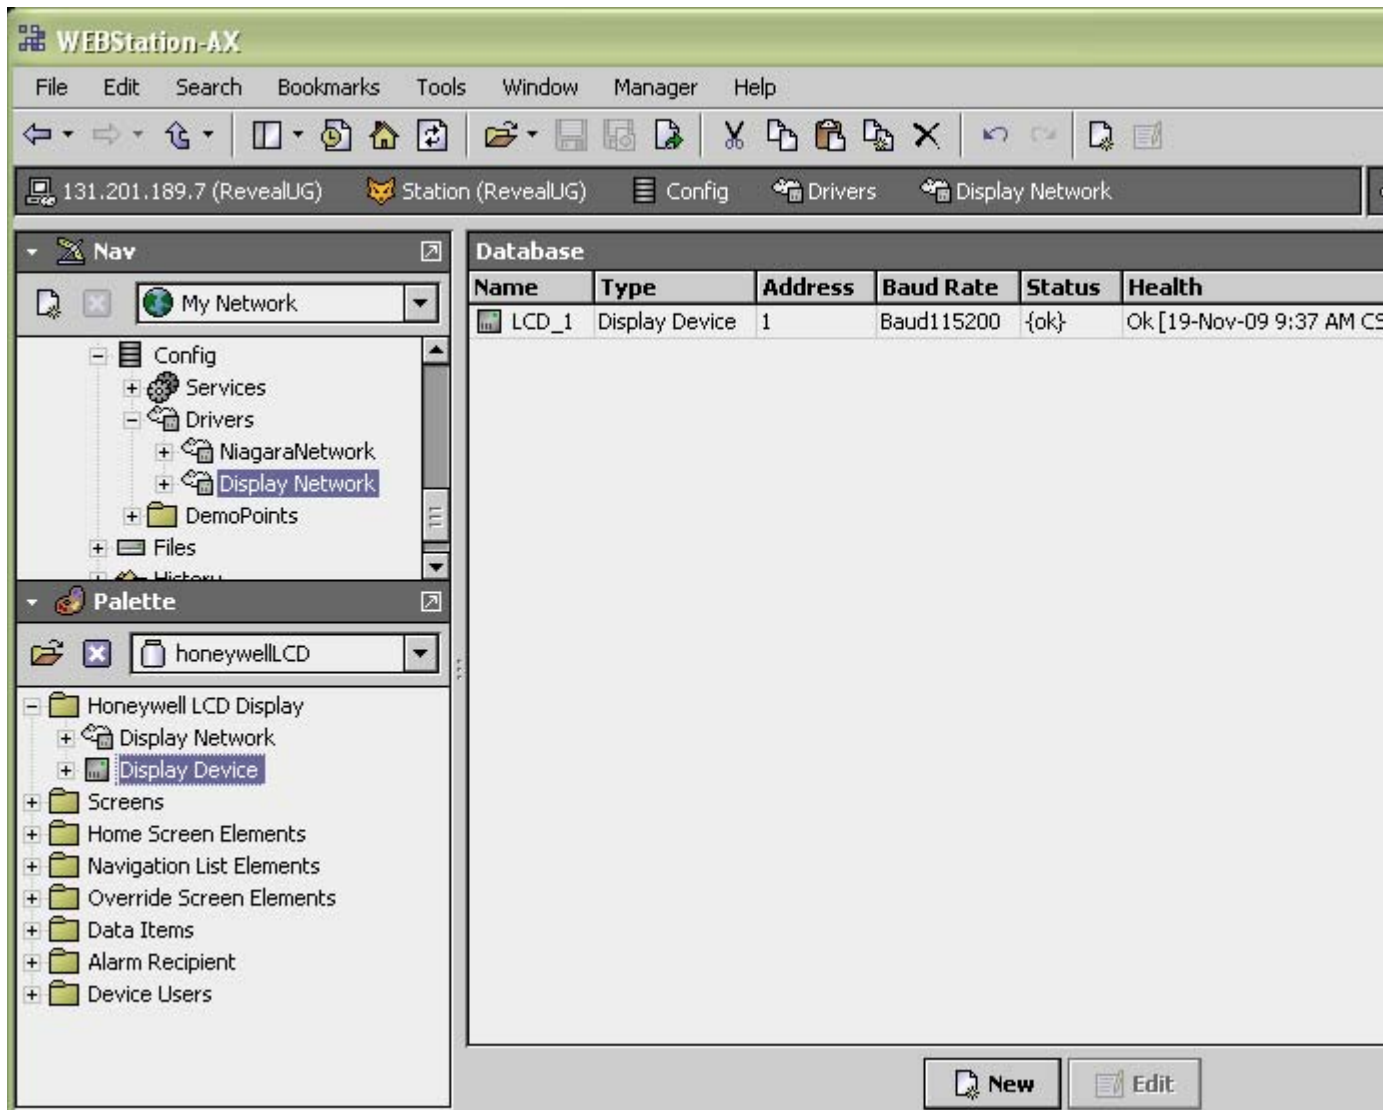 WEBStation-AX
File Edit Search Bookmarks Tools Window Manager Help
131.201.189.7 (RevealUG) Station (RevealUG) Config Drivers Display Network
Nav
My Network
Config
Services
Drivers
NiagaraNetwork
Display Network
DemoPoints
Files
History
Palette
honeywellLCD
Honeywell LCD Display
Display Network
Display Device
Screens
Home Screen Elements
Navigation List Elements
Override Screen Elements
Data Items
Alarm Recipient
Device Users
Database
Name Type Address Baud Rate Status Health
LCD_1 Display Device 1 Baud115200 {ok} Ok [19-Nov-09 9:37 AM CS
New Edit